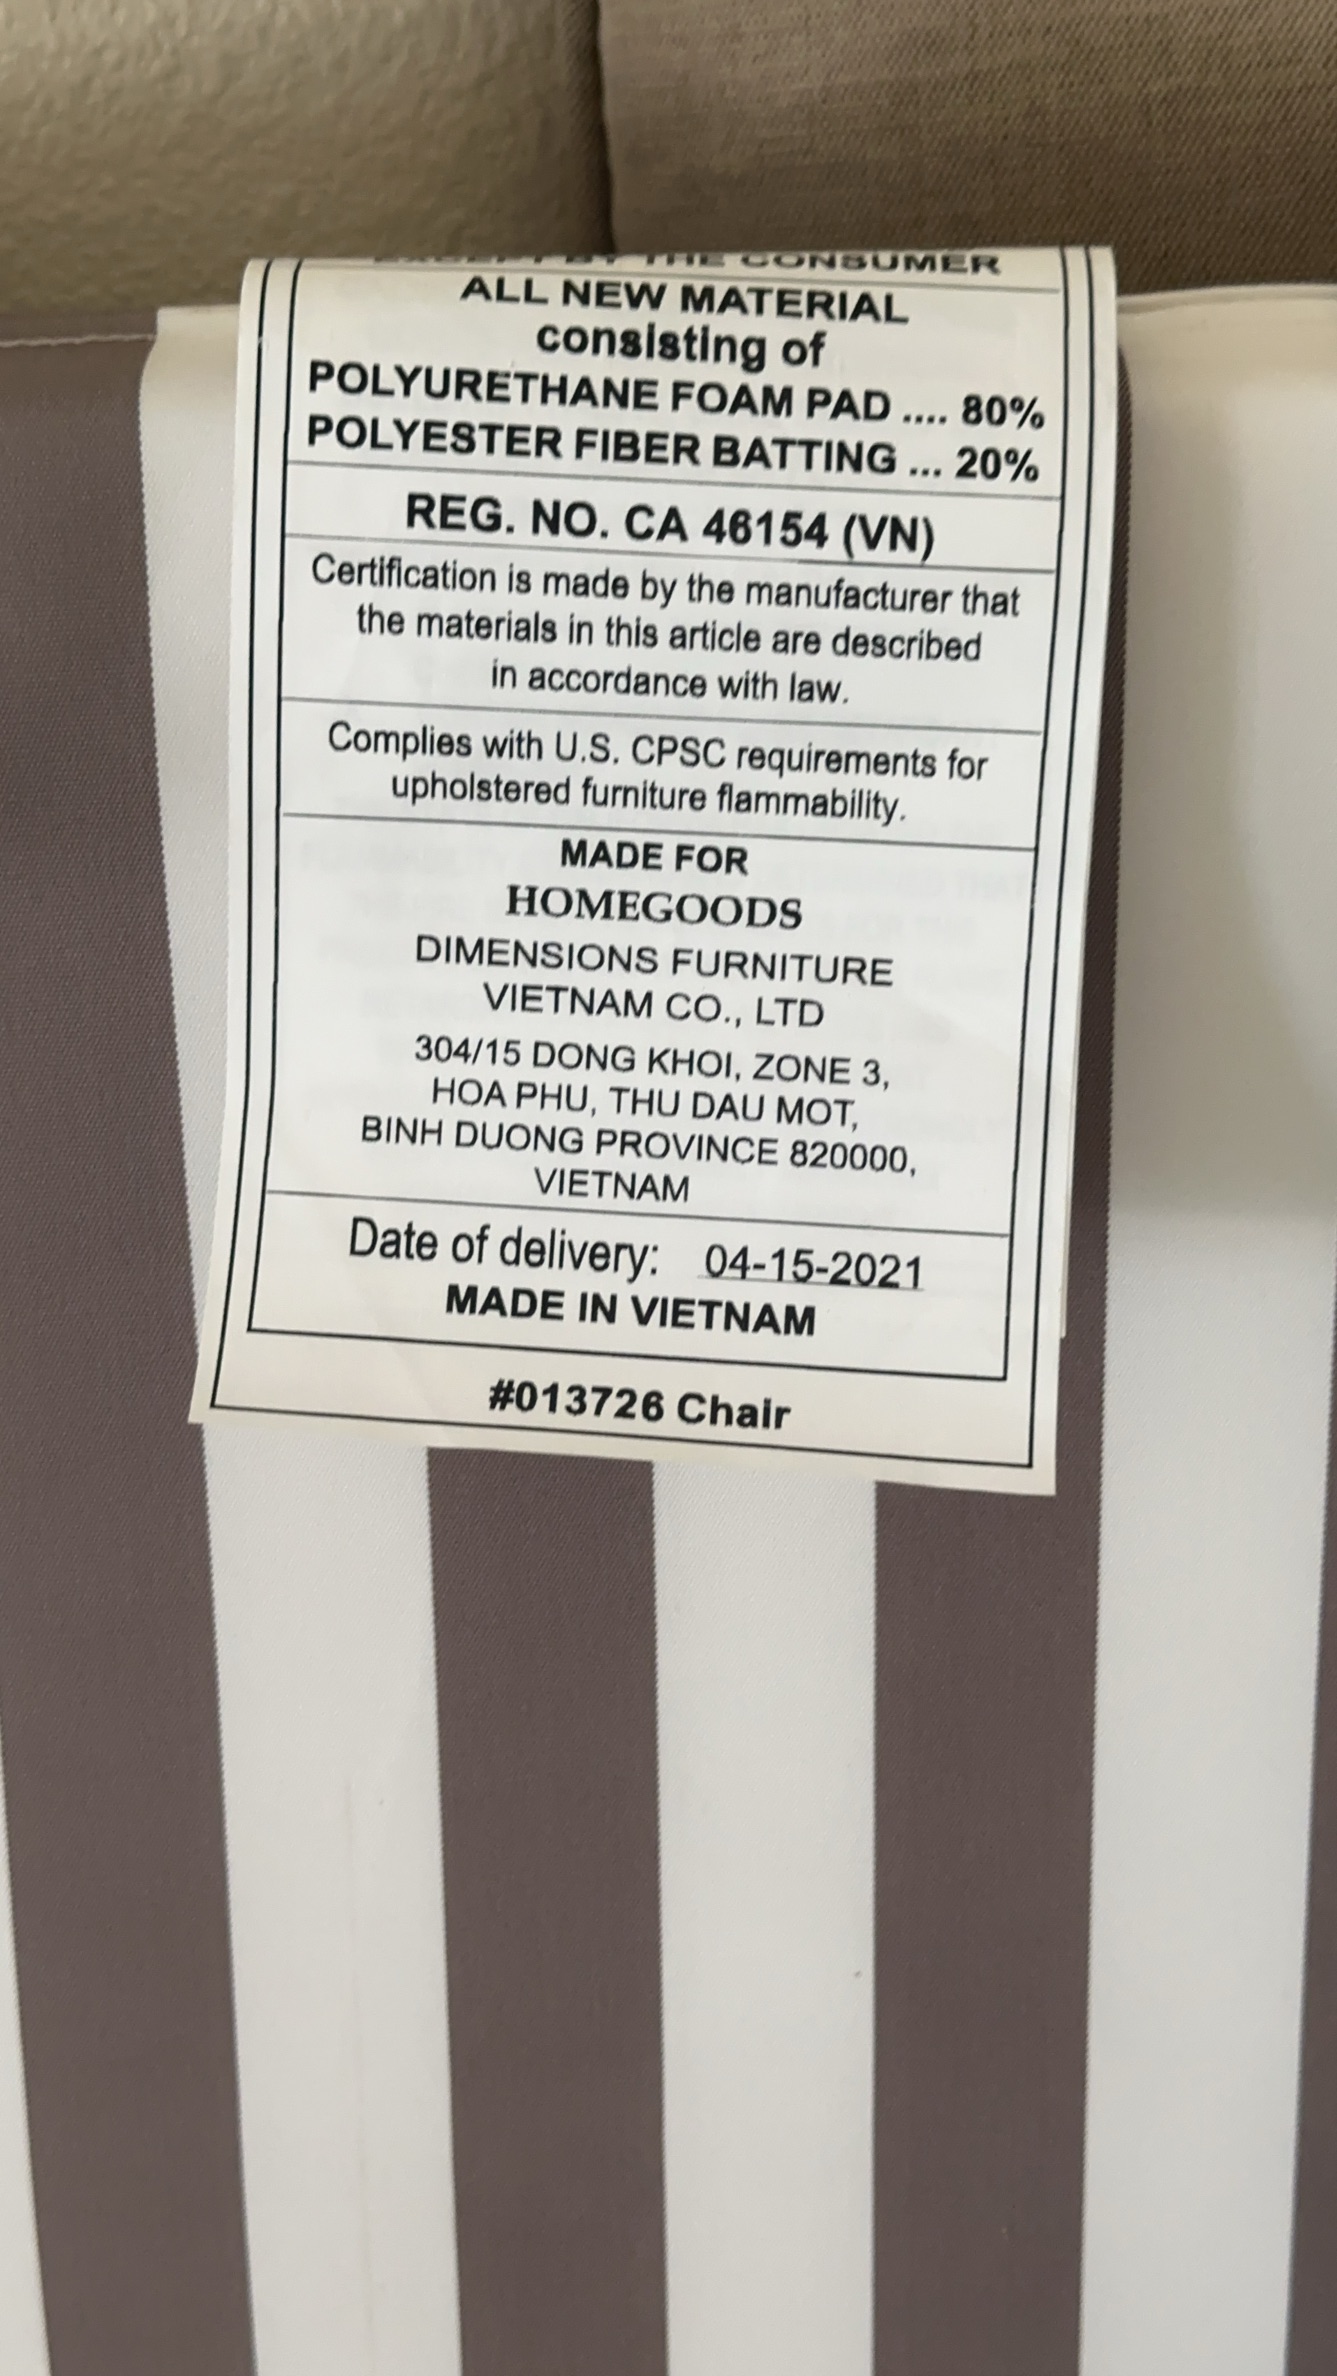 EXCEPT BY THE CONSUMER
ALL NEW MATERIAL
consisting of
POLYURETHANE FOAM PAD .... 80%
POLYESTER FIBER BATTING ... 20%
REG. NO. CA 46154 (VN)
Certification is made by the manufacturer that
the materials in this article are described
in accordance with law.
Complies with U.S. CPSC requirements for
upholstered furniture flammability.
MADE FOR
HOMEGOODS
DIMENSIONS FURNITURE
VIETNAM CO., LTD
304/15 DONG KHOI, ZONE 3,
HOA PHU, THU DAU MOT,
BINH DUONG PROVINCE 820000,
VIETNAM
Date of delivery: 04-15-2021
MADE IN VIETNAM
#013726 Chair